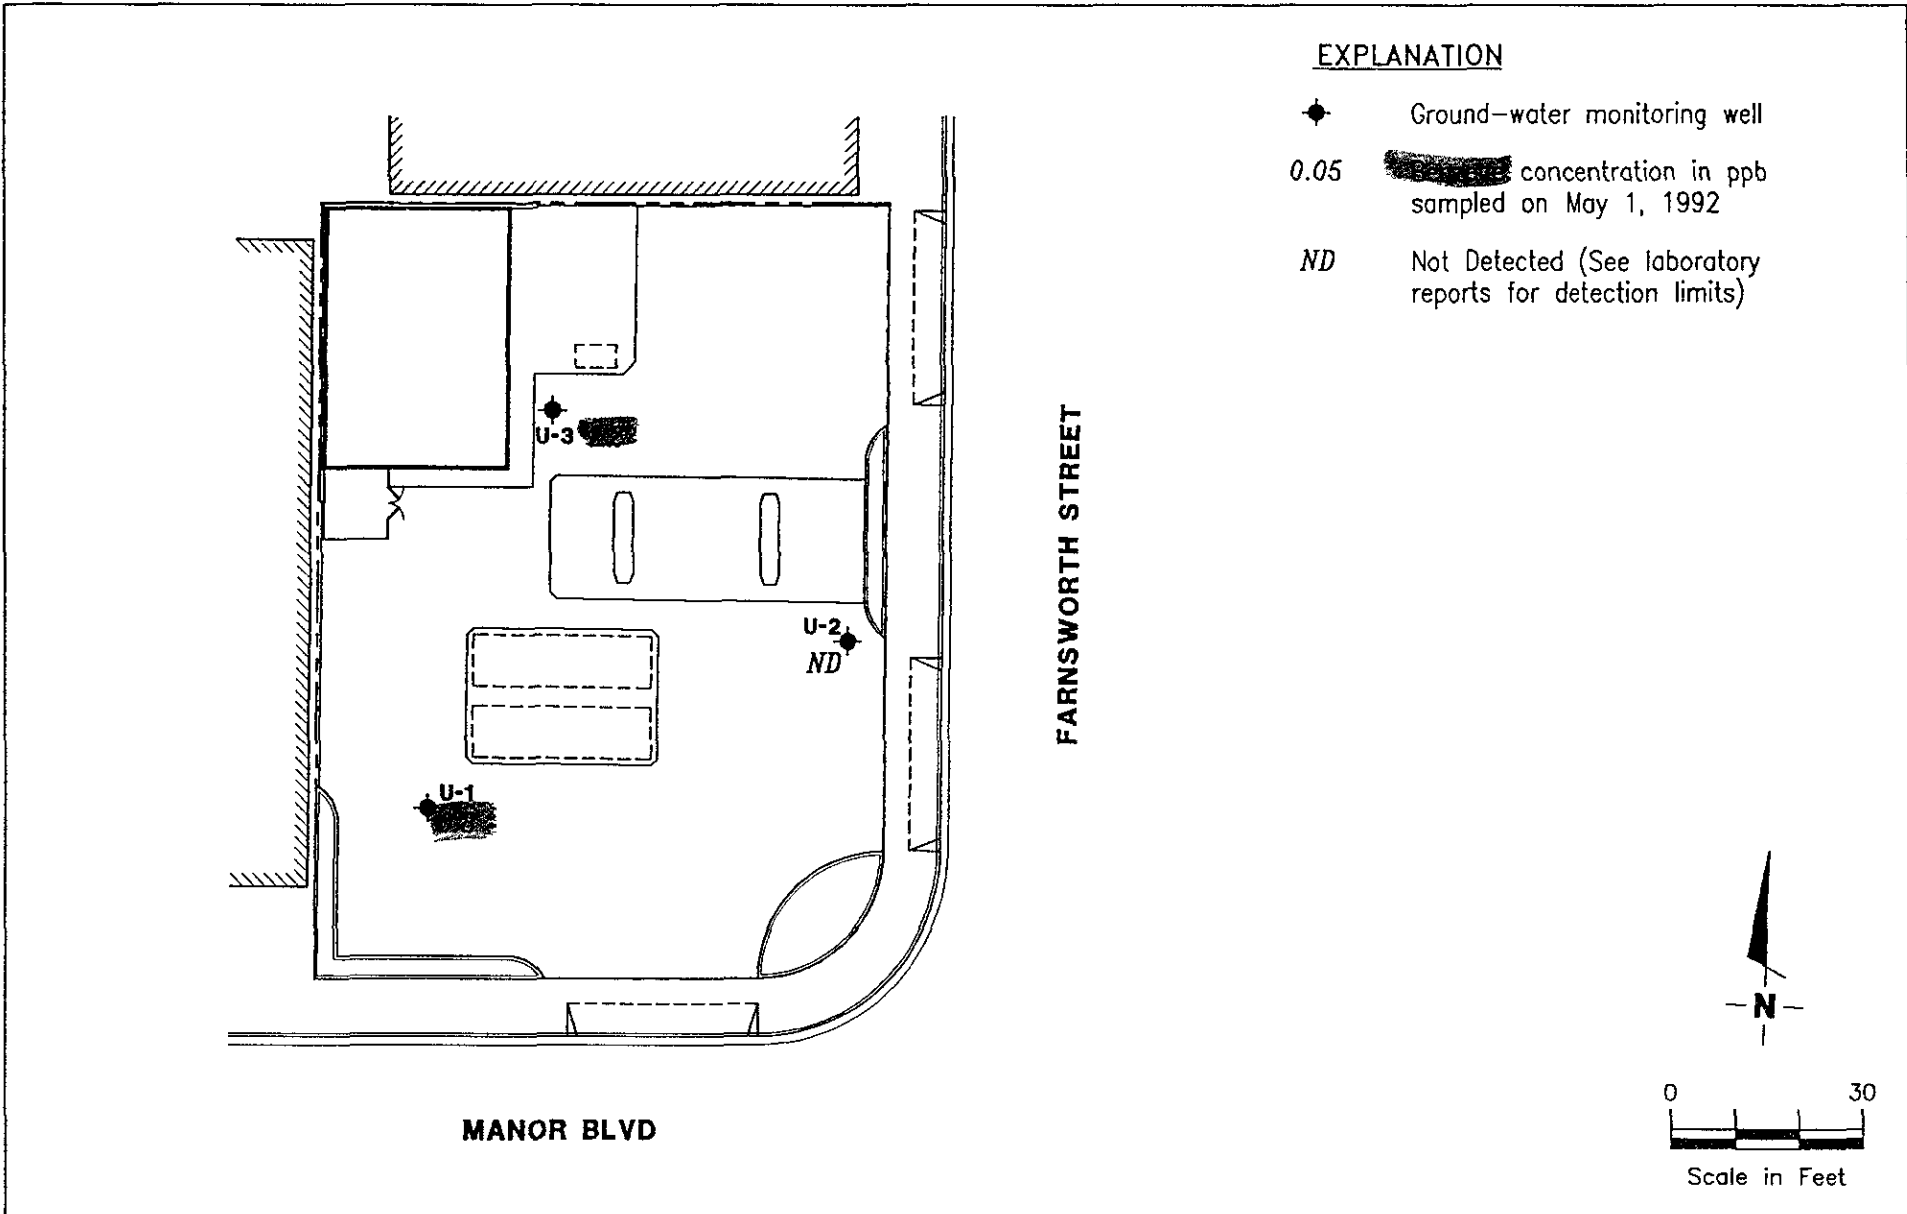 EXPLANATION
Ground-water monitoring well
0.05 concentration in ppb
sampled on May 1, 1992
ND Not Detected (See laboratory
reports for detection limits)
U-3
U-2
ND
U-1
FARNSWORTH STREET
MANOR BLVD
N
0 30
Scale in Feet